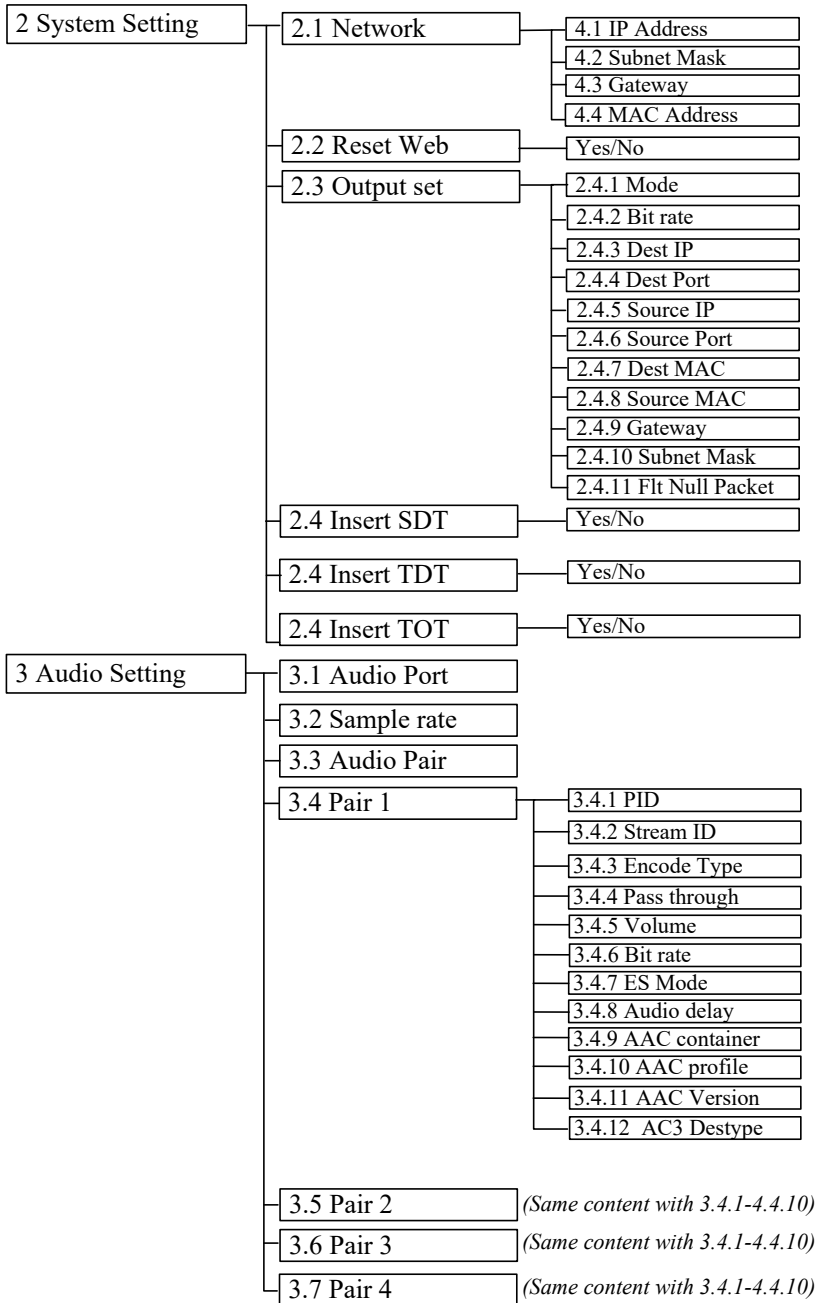 2 System Setting
2.1 Network
4.1 IP Address
4.2 Subnet Mask
4.3 Gateway
4.4 MAC Address
2.2 Reset Web
Yes/No
2.3 Output set
2.4.1 Mode
2.4.2 Bit rate
2.4.3 Dest IP
2.4.4 Dest Port
2.4.5 Source IP
2.4.6 Source Port
2.4.7 Dest MAC
2.4.8 Source MAC
2.4.9 Gateway
2.4.10 Subnet Mask
2.4.11 Flt Null Packet
2.4 Insert SDT
Yes/No
2.4 Insert TDT
Yes/No
2.4 Insert TOT
Yes/No
3 Audio Setting
3.1 Audio Port
3.2 Sample rate
3.3 Audio Pair
3.4 Pair 1
3.4.1 PID
3.4.2 Stream ID
3.4.3 Encode Type
3.4.4 Pass through
3.4.5 Volume
3.4.6 Bit rate
3.4.7 ES Mode
3.4.8 Audio delay
3.4.9 AAC container
3.4.10 AAC profile
3.4.11 AAC Version
3.4.12 AC3 Destype
3.5 Pair 2
(Same content with 3.4.1-4.4.10)
3.6 Pair 3
(Same content with 3.4.1-4.4.10)
3.7 Pair 4
(Same content with 3.4.1-4.4.10)